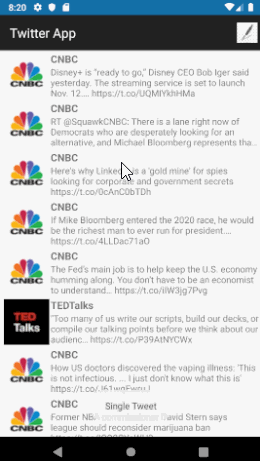 8:20
Twitter App
CNBC
Disney+ is "ready to go," Disney CEO Bob Iger said
yesterday. The streaming service is set to launch
Nov. 12.... https://t.co/UQMIYkhHMa
CNBC
RT @SquawkCNBC: There is a lane right now of
Democrats who are desperately looking for an
alternative, and Michael Bloomberg represents tha...
CNBC
Here's why is a 'gold mine' for spies
looking for corporate and government secrets
https://t.co/0cAnC0bTDh
CNBC
If Mike Bloomberg entered the 2020 race, he would
be the richest man to ever run for president....
https://t.co/4LLDac71aO
CNBC
The Fed's main job is to help keep the U.S. economy
humming along. You don't have to be an economist
to understand... https://t.co/ilW3jg7Pvg
TED
Talks
TEDTalks
"Too many of us write our scripts, build our decks, or
compile our talking points before we think about our
audienc... https://t.co/P39AtNYCWx
CNBC
How US doctors discovered the vaping illness: 'This
is not infectious. ... I just don't know what this is'
CNBC
Former David Stern says
league should reconsider marijuana ban
Single Tweet